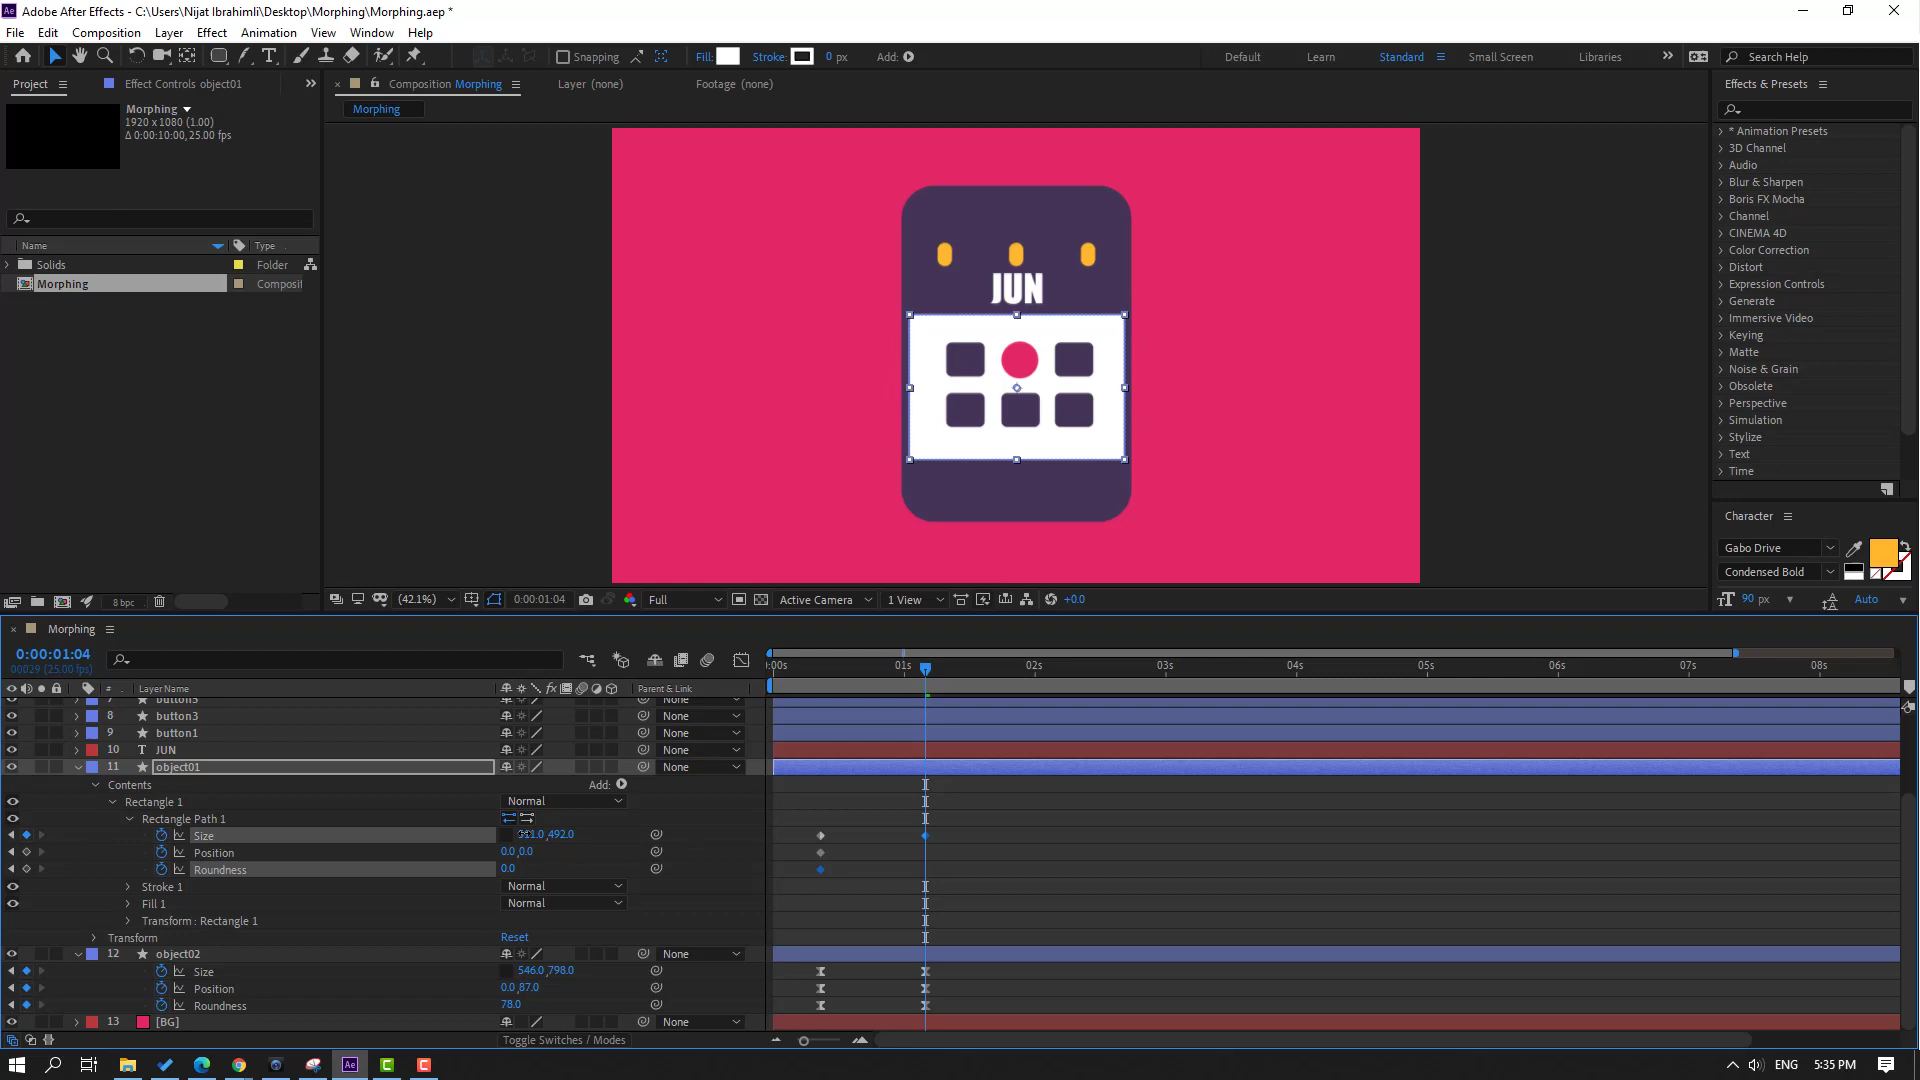 Adobe After Effects - C:\Users\Nijat Ibrahimli\Desktop\Morphing\Morphing.aep *
File Edit Composition Layer Effect Animation View Window Help
Snapping Fill: Stroke: 0 px Add: Default Learn Standard Small Screen Libraries Search Help
Project Effect Controls object01 Composition Morphing Layer (none) Footage (none) Effects & Presets
Morphing
1920 x 1080 (1.00)
Δ 0:00:10:00, 25.00 fps
Morphing
Name Type
Solids Folder
Morphing
JUN
* Animation Presets
3D Channel
Audio
Blur & Sharpen
Boris FX Mocha
Channel
CINEMA 4D
Color Correction
Distort
Expression Controls
Generate
Immersive Video
Keying
Matte
Noise & Grain
Obsolete
Perspective
Simulation
Stylize
Text
Time
Character
Gabo Drive
Condensed Bold
90 px Auto
8 bpc (42.1%) 0:00:01:04 Full Active Camera 1 View +0.0
Morphing
0:00:01:04
00029 (25.00 fps)
:00s 01s 02s 03s 04s 05s 06s 07s 08s
# Layer Name Parent & Link
7 button5 None
8 button3 None
9 button1 None
10 T JUN None
11 object01 None
Contents Add:
Rectangle 1 Normal
Rectangle Path 1
Size ,492.0
Position 0.0,0.0
Roundness 0.0
Stroke 1 Normal
Fill 1 Normal
Transform : Rectangle 1
Transform Reset
12 object02 None
Size 546.0,798.0
Position 0.0,87.0
Roundness 78.0
13 [BG] None
Toggle Switches / Modes
Ae ENG 5:35 PM